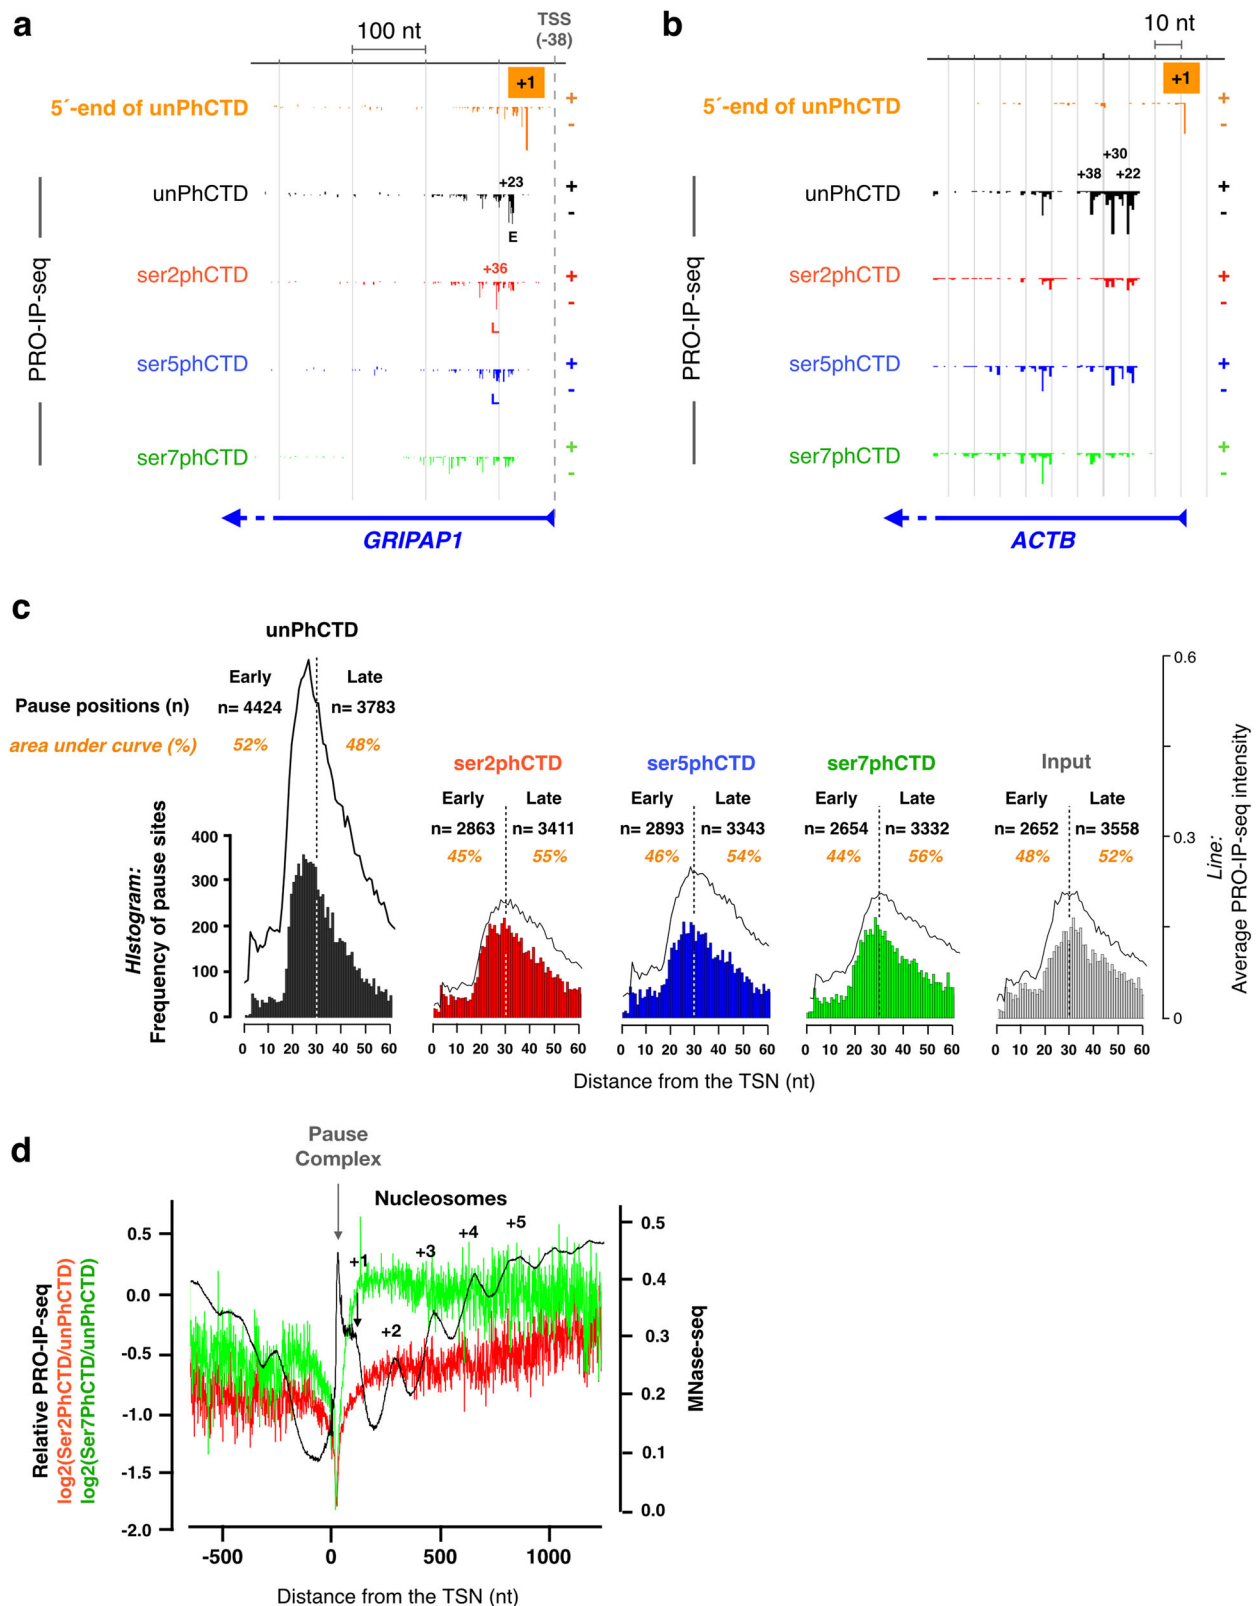 a
100 nt
TSS
(-38)
+1
5´-end of unPhCTD
+
-
unPhCTD
+23
E
+
-
ser2phCTD
+36
L
+
-
ser5phCTD
L
+
-
ser7phCTD
+
-
PRO-IP-seq
GRIPAP1
b
10 nt
+1
5´-end of unPhCTD
+
-
+30
+38
+22
unPhCTD
+
-
ser2phCTD
+
-
ser5phCTD
+
-
ser7phCTD
+
-
PRO-IP-seq
ACTB
c
unPhCTD
Early
Late
Pause positions (n)
n= 4424
n= 3783
area under curve (%)
52%
48%
ser2phCTD
Early
Late
n= 2863
n= 3411
45%
55%
ser5phCTD
Early
Late
n= 2893
n= 3343
46%
54%
ser7phCTD
Early
Late
n= 2654
n= 3332
44%
56%
Input
Early
Late
n= 2652
n= 3558
48%
52%
HIstogram:
Frequency of pause sites
400
300
200
100
0
0.6
0.3
0
Line:
Average PRO-IP-seq intensity
0 10 20 30 40 50 60
0 10 20 30 40 50 60
0 10 20 30 40 50 60
0 10 20 30 40 50 60
0 10 20 30 40 50 60
Distance from the TSN (nt)
d
Pause
Complex
Nucleosomes
+1
+2
+3
+4
+5
Relative PRO-IP-seq
log2(Ser2PhCTD/unPhCTD)
log2(Ser7PhCTD/unPhCTD)
0.5
0.0
-0.5
-1.0
-1.5
-2.0
0.5
0.4
0.3
0.2
0.1
0.0
MNase-seq
-500 0 500 1000
Distance from the TSN (nt)